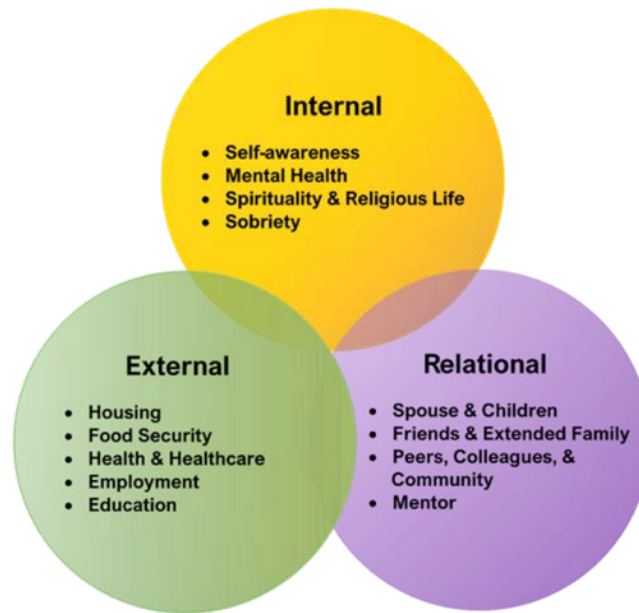 Internal
• Self-awareness
• Mental Health
• Spirituality & Religious Life
• Sobriety
External
• Housing
• Food Security
• Health & Healthcare
• Employment
• Education
Relational
• Spouse & Children
• Friends & Extended Family
• Peers, Colleagues, &
Community
• Mentor